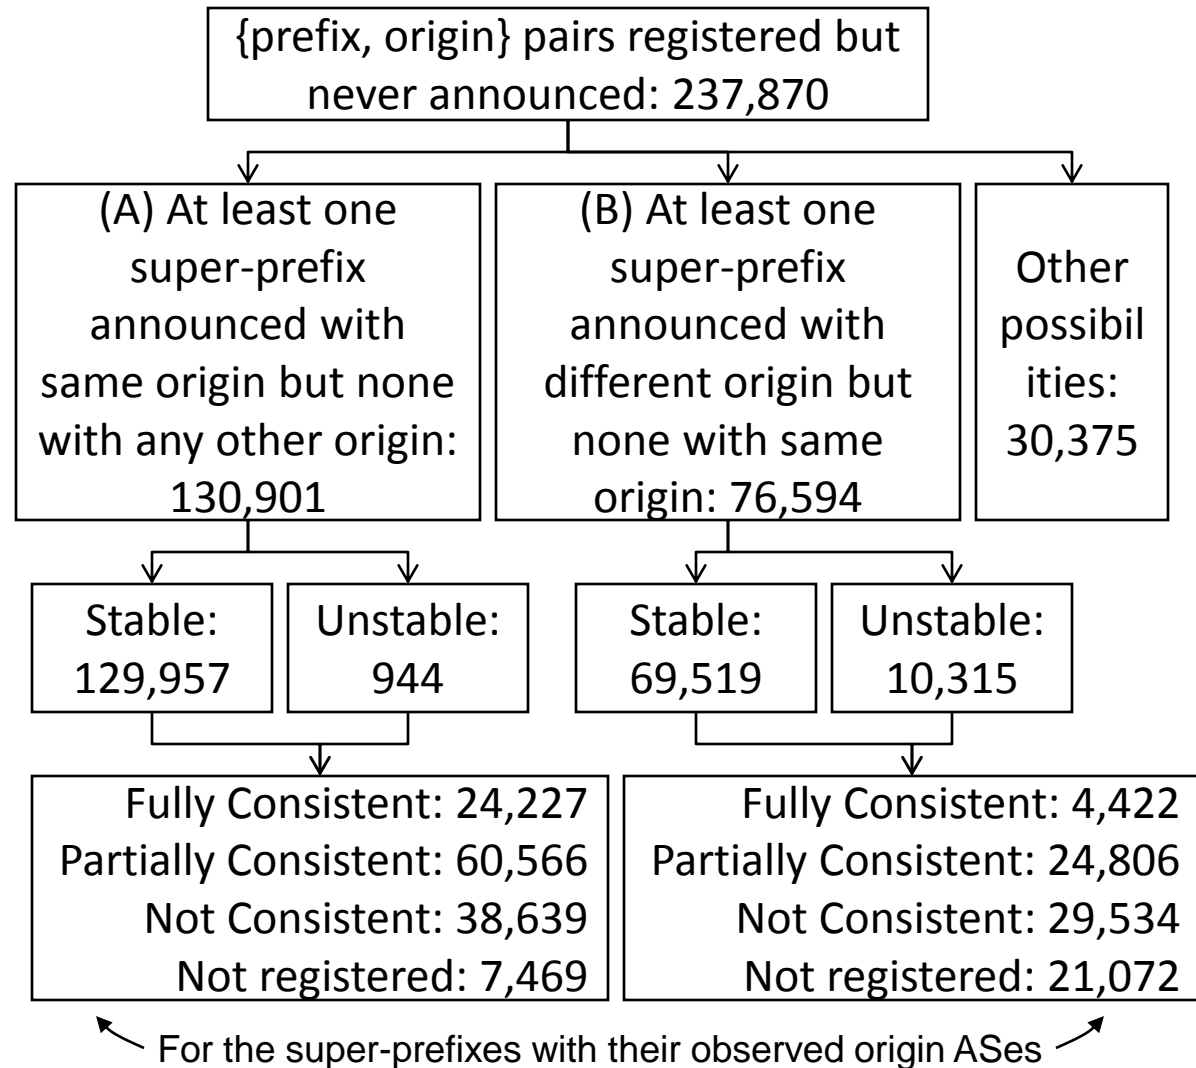 {prefix, origin} pairs registered but
never announced: 237,870
(A) At least one
super-prefix
announced with
same origin but none
with any other origin:
130,901
(B) At least one
super-prefix
announced with
different origin but
none with same
origin: 76,594
Other
possibil
ities:
30,375
Stable:
129,957
Unstable:
944
Stable:
69,519
Unstable:
10,315
Fully Consistent: 24,227
Partially Consistent: 60,566
Not Consistent: 38,639
Not registered: 7,469
Fully Consistent: 4,422
Partially Consistent: 24,806
Not Consistent: 29,534
Not registered: 21,072
For the super-prefixes with their observed origin ASes